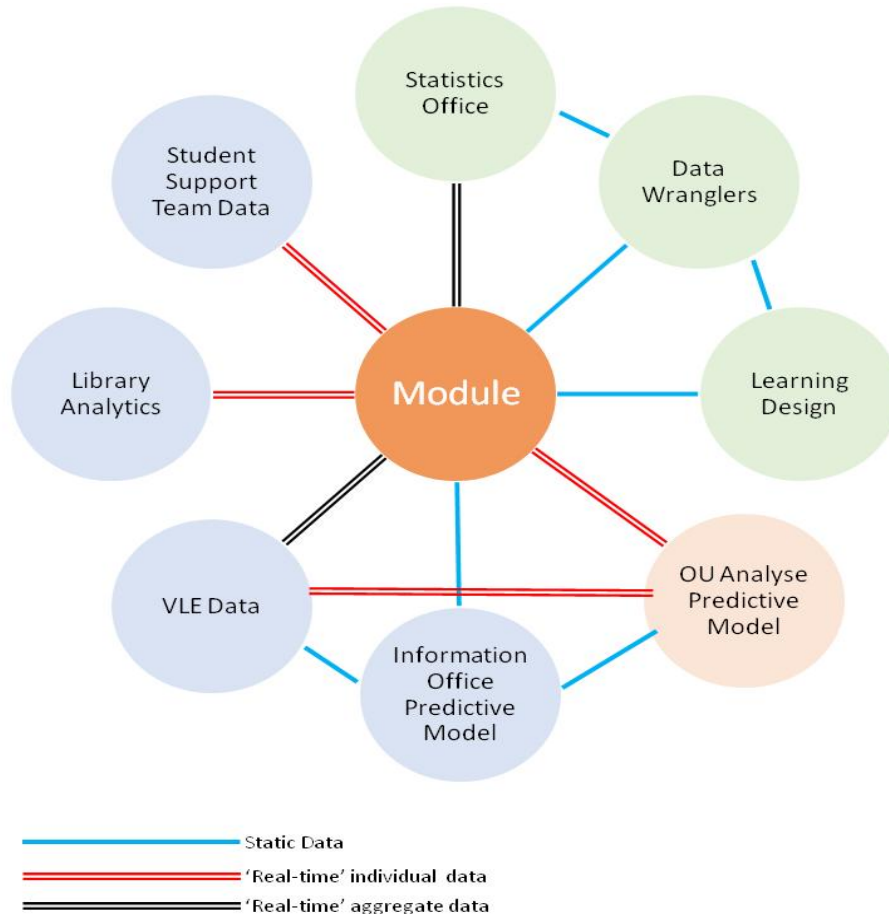 Statistics
Office
Student
Support
Team Data
Data
Wranglers
Library
Analytics
Module
Learning
Design
VLE Data
OU Analyse
Predictive
Model
Information
Office
Predictive
Model
Static Data
‘Real-time’ individual data
‘Real-time’ aggregate data